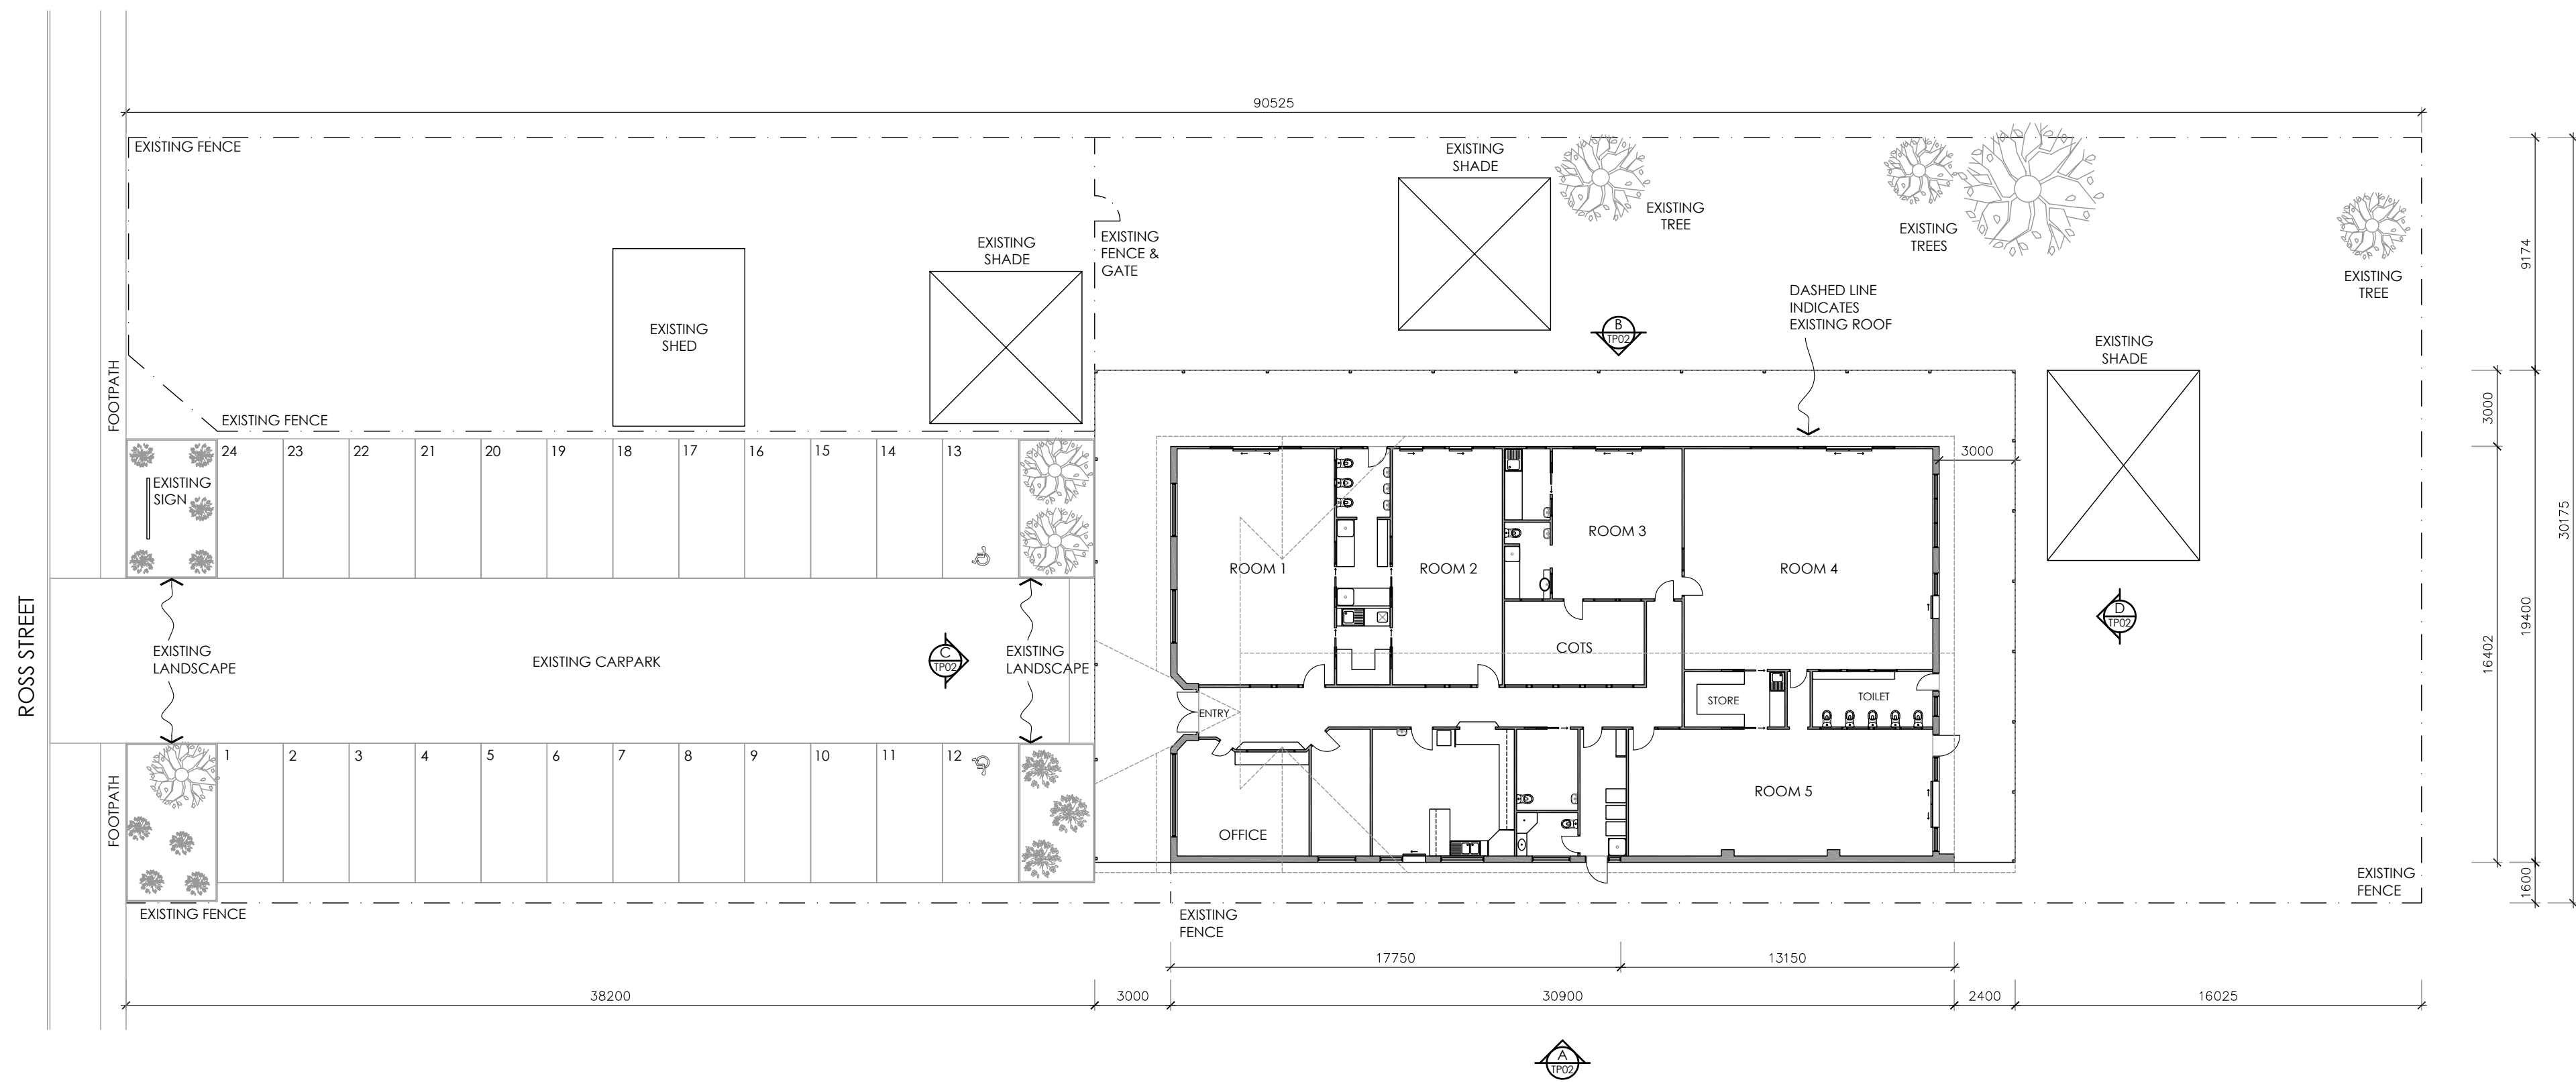 90525
EXISTING FENCE
EXISTING
SHADE
EXISTING
TREE
EXISTING
TREES
EXISTING
TREE
EXISTING
FENCE &
GATE
EXISTING
SHADE
EXISTING
SHED
DASHED LINE
INDICATES
EXISTING ROOF
B
TP02
EXISTING
SHADE
9174
3000
30175
19400
16402
1600
FOOTPATH
EXISTING FENCE
24 23 22 21 20 19 18 17 16 15 14 13
EXISTING
SIGN
3000
ROOM 1
ROOM 2
ROOM 3
ROOM 4
COTS
D
TP02
ROSS STREET
EXISTING
LANDSCAPE
EXISTING CARPARK
C
TP02
EXISTING
LANDSCAPE
STORE
TOILET
ENTRY
FOOTPATH
1 2 3 4 5 6 7 8 9 10 11 12
ROOM 5
OFFICE
EXISTING
FENCE
EXISTING FENCE
EXISTING
FENCE
17750 13150
38200 3000 30900 2400 16025
A
TP02